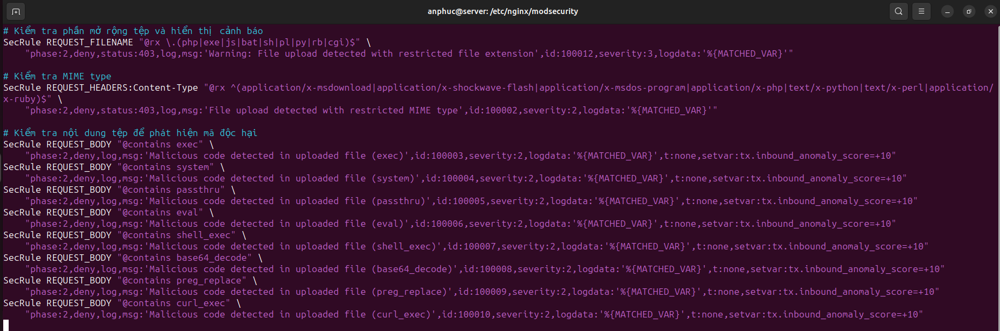 anphuc@server: /etc/nginx/modsecurity
# Kiểm tra phần mở rộng tệp và hiển thị cảnh báo
SecRule REQUEST_FILENAME "@rx \.(php|exe|js|bat|sh|pl|py|rb|cgi)$" \
    "phase:2,deny,status:403,log,msg:'Warning: File upload detected with restricted file extension',id:100012,severity:3,logdata:'%{MATCHED_VAR}'"
# Kiểm tra MIME type
SecRule REQUEST_HEADERS:Content-Type "@rx ^(application/x-msdownload|application/x-shockwave-flash|application/x-msdos-program|application/x-php|text/x-python|text/x-perl|application/
x-ruby)$" \
    "phase:2,deny,status:403,log,msg:'File upload detected with restricted MIME type',id:100002,severity:2,logdata:'%{MATCHED_VAR}'"
# Kiểm tra nội dung tệp để phát hiện mã độc hại
SecRule REQUEST_BODY "@contains exec" \
    "phase:2,deny,log,msg:'Malicious code detected in uploaded file (exec)',id:100003,severity:2,logdata:'%{MATCHED_VAR}',t:none,setvar:tx.inbound_anomaly_score=+10"
SecRule REQUEST_BODY "@contains system" \
    "phase:2,deny,log,msg:'Malicious code detected in uploaded file (system)',id:100004,severity:2,logdata:'%{MATCHED_VAR}',t:none,setvar:tx.inbound_anomaly_score=+10"
SecRule REQUEST_BODY "@contains passthru" \
    "phase:2,deny,log,msg:'Malicious code detected in uploaded file (passthru)',id:100005,severity:2,logdata:'%{MATCHED_VAR}',t:none,setvar:tx.inbound_anomaly_score=+10"
SecRule REQUEST_BODY "@contains eval" \
    "phase:2,deny,log,msg:'Malicious code detected in uploaded file (eval)',id:100006,severity:2,logdata:'%{MATCHED_VAR}',t:none,setvar:tx.inbound_anomaly_score=+10"
SecRule REQUEST_BODY "@contains shell_exec" \
    "phase:2,deny,log,msg:'Malicious code detected in uploaded file (shell_exec)',id:100007,severity:2,logdata:'%{MATCHED_VAR}',t:none,setvar:tx.inbound_anomaly_score=+10"
SecRule REQUEST_BODY "@contains base64_decode" \
    "phase:2,deny,log,msg:'Malicious code detected in uploaded file (base64_decode)',id:100008,severity:2,logdata:'%{MATCHED_VAR}',t:none,setvar:tx.inbound_anomaly_score=+10"
SecRule REQUEST_BODY "@contains preg_replace" \
    "phase:2,deny,log,msg:'Malicious code detected in uploaded file (preg_replace)',id:100009,severity:2,logdata:'%{MATCHED_VAR}',t:none,setvar:tx.inbound_anomaly_score=+10"
SecRule REQUEST_BODY "@contains curl_exec" \
    "phase:2,deny,log,msg:'Malicious code detected in uploaded file (curl_exec)',id:100010,severity:2,logdata:'%{MATCHED_VAR}',t:none,setvar:tx.inbound_anomaly_score=+10"